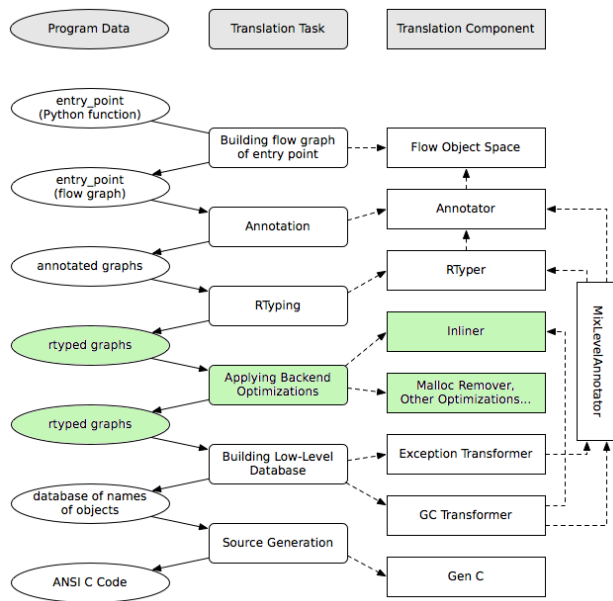 Program Data
Translation Task
Translation Component
entry_point
(Python function)
Building flow graph
of entry point
Flow Object Space
entry_point
(flow graph)
Annotation
Annotator
annotated graphs
RTyping
RTyper
MixLevelAnnotator
rtyped graphs
Inliner
Applying Backend
Optimizations
Malloc Remover,
Other Optimizations...
rtyped graphs
Building Low-Level
Database
Exception Transformer
database of names
of objects
GC Transformer
Source Generation
ANSI C Code
Gen C